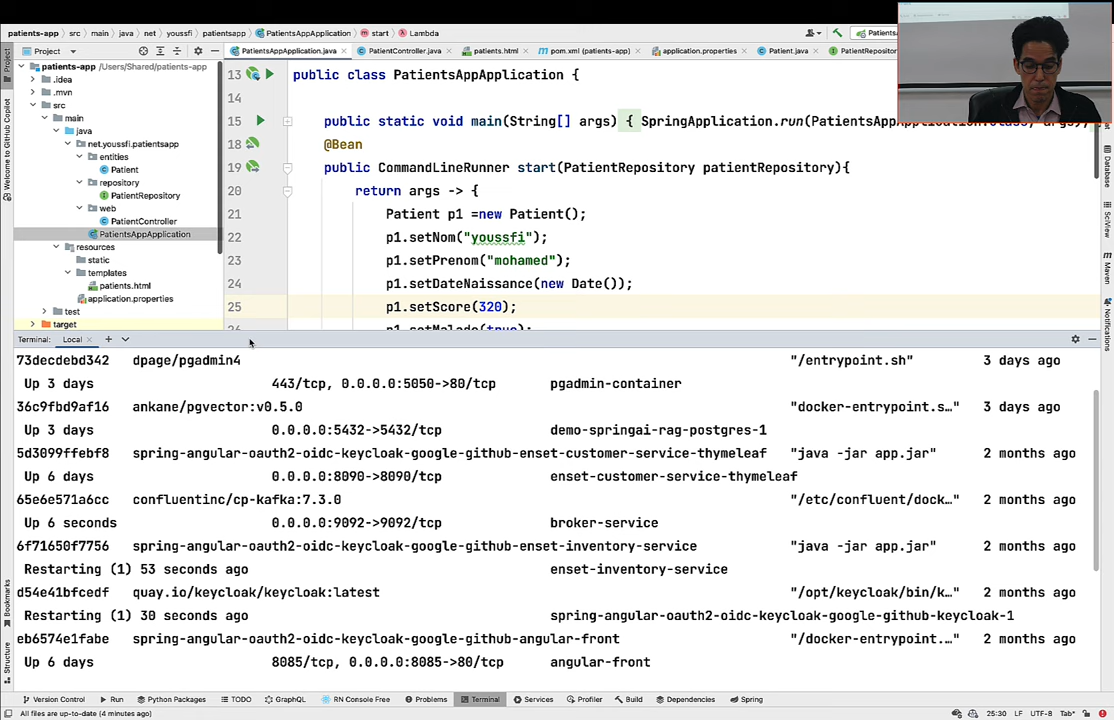 patients-app › src › main › java › net › youssfi › patientsapp › PatientsAppApplication › start › Lambda
Project
PatientsAppApplication.java
PatientController.java
patients.html
pom.xml (patients-app)
application.properties
Patient.java
patients-app /Users/Shared/patients-app
.idea
.mvn
src
main
java
net.youssfi.patientsapp
entities
Patient
repository
PatientRepository
web
PatientController
PatientsAppApplication
resources
static
templates
patients.html
application.properties
test
target
13 public class PatientsAppApplication {
14
15 public static void main(String[] args) { SpringApplication.run(
18 @Bean
19 public CommandLineRunner start(PatientRepository patientRepository){
20 return args -> {
21 Patient p1 =new Patient();
22 p1.setNom("youssfi");
23 p1.setPrenom("mohamed");
24 p1.setDateNaissance(new Date());
25 p1.setScore(320);
26 p1.setMalade(true);
Project
Welcome to GitHub Copilot
Bookmarks
Structure
Database
SciView
Maven
Notifications
Terminal: Local
73decdebd342 dpage/pgadmin4 "/entrypoint.sh" 3 days ago
Up 3 days 443/tcp, 0.0.0.0:5050->80/tcp pgadmin-container
36c9fbd9af16 ankane/pgvector:v0.5.0 "docker-entrypoint.s…" 3 days ago
Up 3 days 0.0.0.0:5432->5432/tcp demo-springai-rag-postgres-1
5d3099ffebf8 spring-angular-oauth2-oidc-keycloak-google-github-enset-customer-service-thymeleaf "java -jar app.jar" 2 months ago
Up 6 days 0.0.0.0:8090->8090/tcp enset-customer-service-thymeleaf
65e6e571a6cc confluentinc/cp-kafka:7.3.0 "/etc/confluent/dock…" 2 months ago
Up 6 seconds 0.0.0.0:9092->9092/tcp broker-service
6f71650f7756 spring-angular-oauth2-oidc-keycloak-google-github-enset-inventory-service "java -jar app.jar" 2 months ago
Restarting (1) 53 seconds ago enset-inventory-service
d54e41bfcedf quay.io/keycloak/keycloak:latest "/opt/keycloak/bin/k…" 2 months ago
Restarting (1) 30 seconds ago spring-angular-oauth2-oidc-keycloak-google-github-keycloak-1
eb6574e1fabe spring-angular-oauth2-oidc-keycloak-google-github-angular-front "/docker-entrypoint.…" 2 months ago
Up 6 days 8085/tcp, 0.0.0.0:8085->80/tcp angular-front
Version Control Run Python Packages TODO GraphQL RN Console Free Problems Terminal Services Profiler Build Dependencies Spring
All files are up-to-date (4 minutes ago) 25:30 LF UTF-8 Tab*